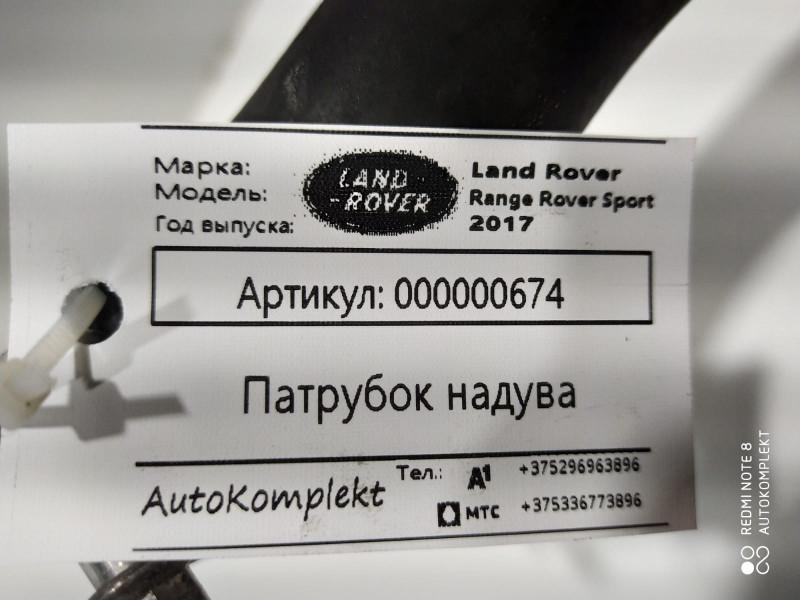 Марка: LAND Land Rover
Модель: -ROVER Range Rover Sport
Год выпуска: 2017
Артикул: 000000674
Патрубок надува
AutoKomplekt Тел.: A1 +375296963896
МТС +375336773896
REDMI NOTE 8
AUTOKOMPLEKT